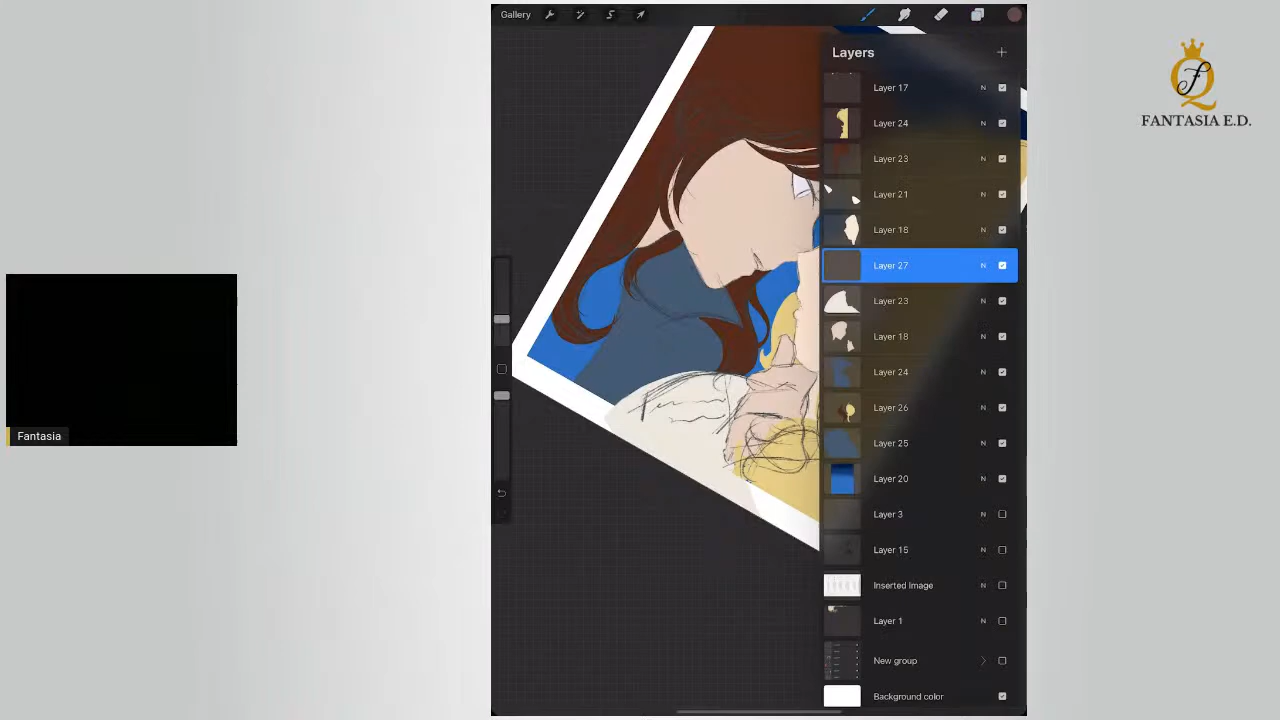 Gallery
Layers
Layer 17 N
Layer 24 N
Layer 23 N
Layer 21 N
Layer 18 N
Layer 27 N
Layer 23 N
Layer 18 N
Layer 24 N
Layer 26 N
Layer 25 N
Layer 20 N
Layer 3 N
Layer 15 N
Inserted Image N
Layer 1 N
New group
Background color
Fantasia
FANTASIA E.D.